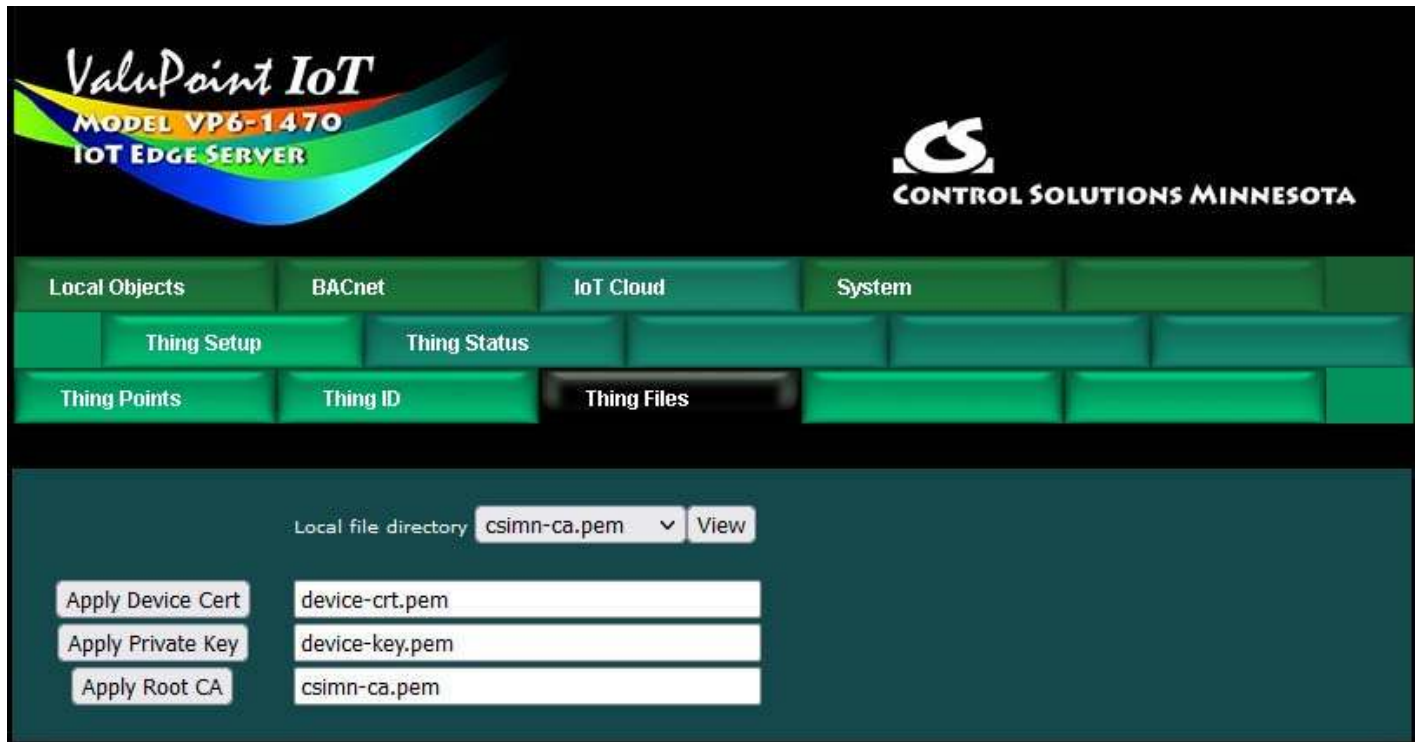 ValuPoint IoT
MODEL VP6-1470
IOT EDGE SERVER
CS
CONTROL SOLUTIONS MINNESOTA
Local Objects BACnet IoT Cloud System
Thing Setup Thing Status
Thing Points Thing ID Thing Files
Local file directory csimn-ca.pem View
Apply Device Cert device-crt.pem
Apply Private Key device-key.pem
Apply Root CA csimn-ca.pem